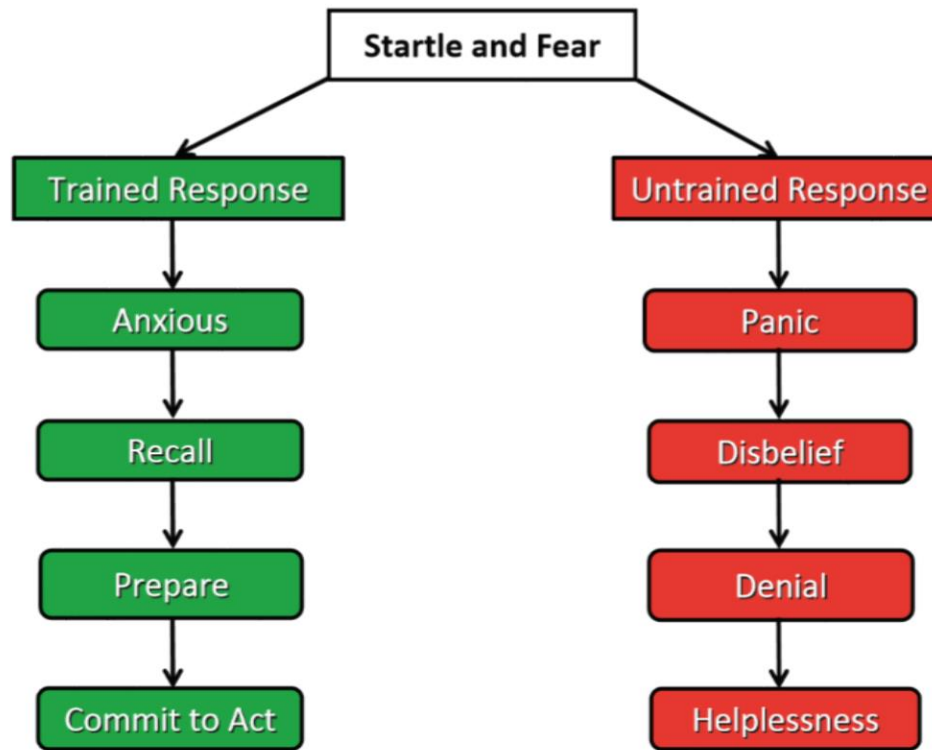 Startle and Fear
Trained Response
Anxious
Recall
Prepare
Commit to Act
Untrained Response
Panic
Disbelief
Denial
Helplessness